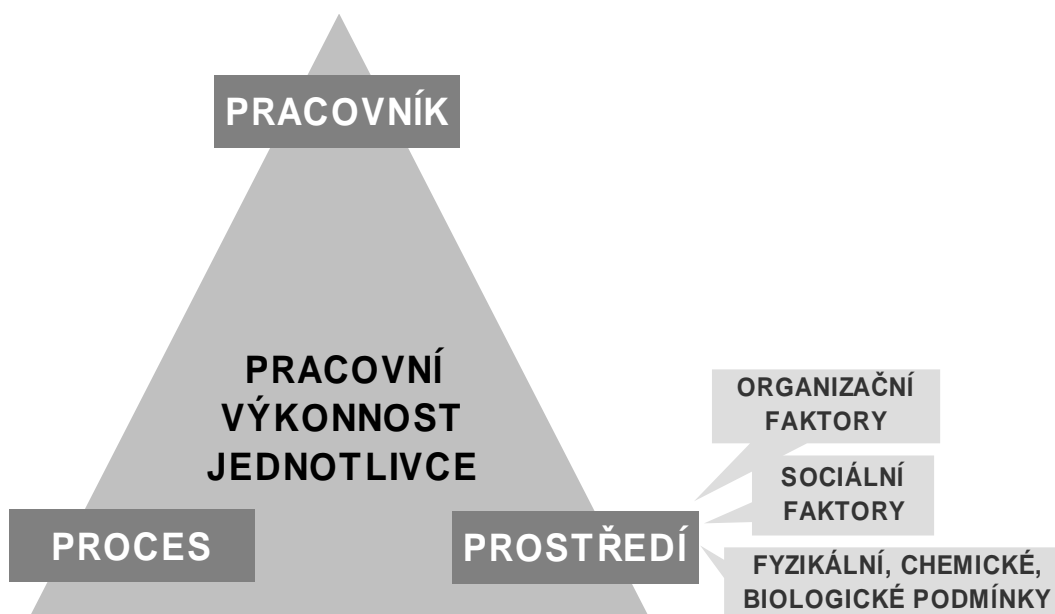 PRACOVNÍK
PRACOVNÍ
VÝKONNOST
JEDNOTLIVCE
PROCES
PROSTŘEDÍ
ORGANIZAČNÍ
FAKTORY
SOCIÁLNÍ
FAKTORY
FYZIKÁLNÍ, CHEMICKÉ,
BIOLOGICKÉ PODMÍNKY